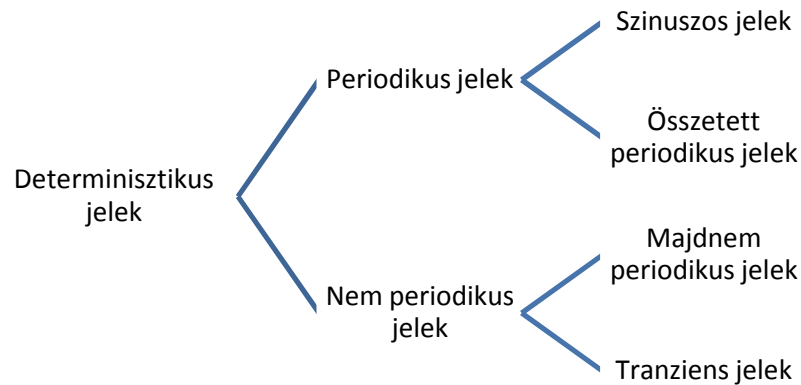 Szinuszos jelek
Periodikus jelek
Összetett
periodikus jelek
Determinisztikus
jelek
Majdnem
periodikus jelek
Nem periodikus
jelek
Tranziens jelek